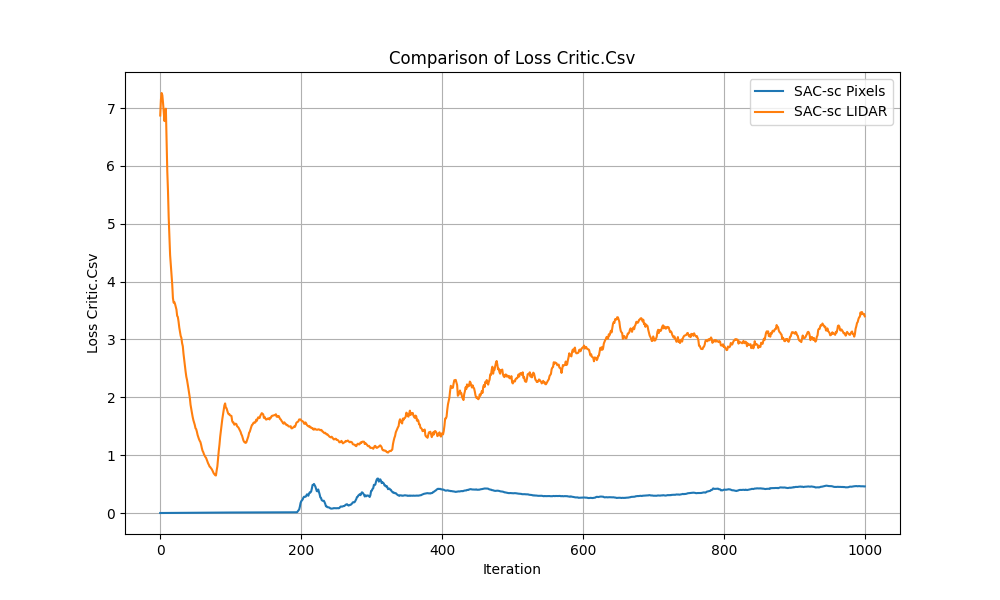 Comparison of Loss Critic.Csv
SAC-sc Pixels
SAC-sc LIDAR
Loss Critic.Csv
7
6
5
4
3
2
1
0
0 200 400 600 800 1000
Iteration